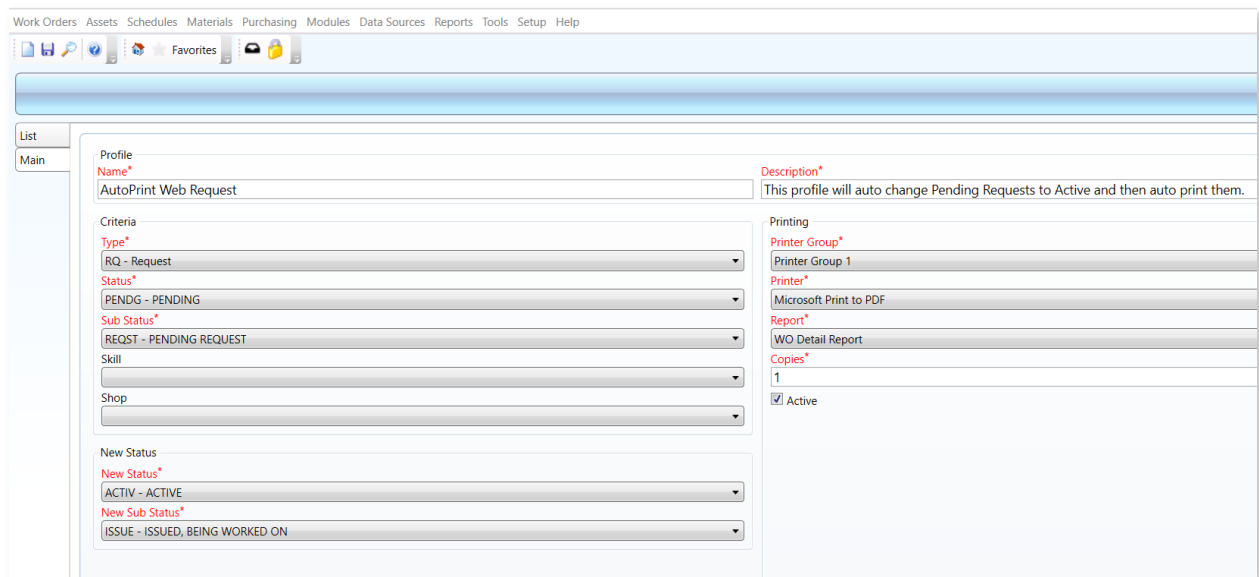 Work Orders Assets Schedules Materials Purchasing Modules Data Sources Reports Tools Setup Help
Favorites
List
Main
Profile
Name*
AutoPrint Web Request
Description*
This profile will auto change Pending Requests to Active and then auto print them.
Criteria
Type*
RQ - Request
Status*
PENDG - PENDING
Sub Status*
REQST - PENDING REQUEST
Skill
Shop
New Status
New Status*
ACTIV - ACTIVE
New Sub Status*
ISSUE - ISSUED, BEING WORKED ON
Printing
Printer Group*
Printer Group 1
Printer*
Microsoft Print to PDF
Report*
WO Detail Report
Copies*
1
Active